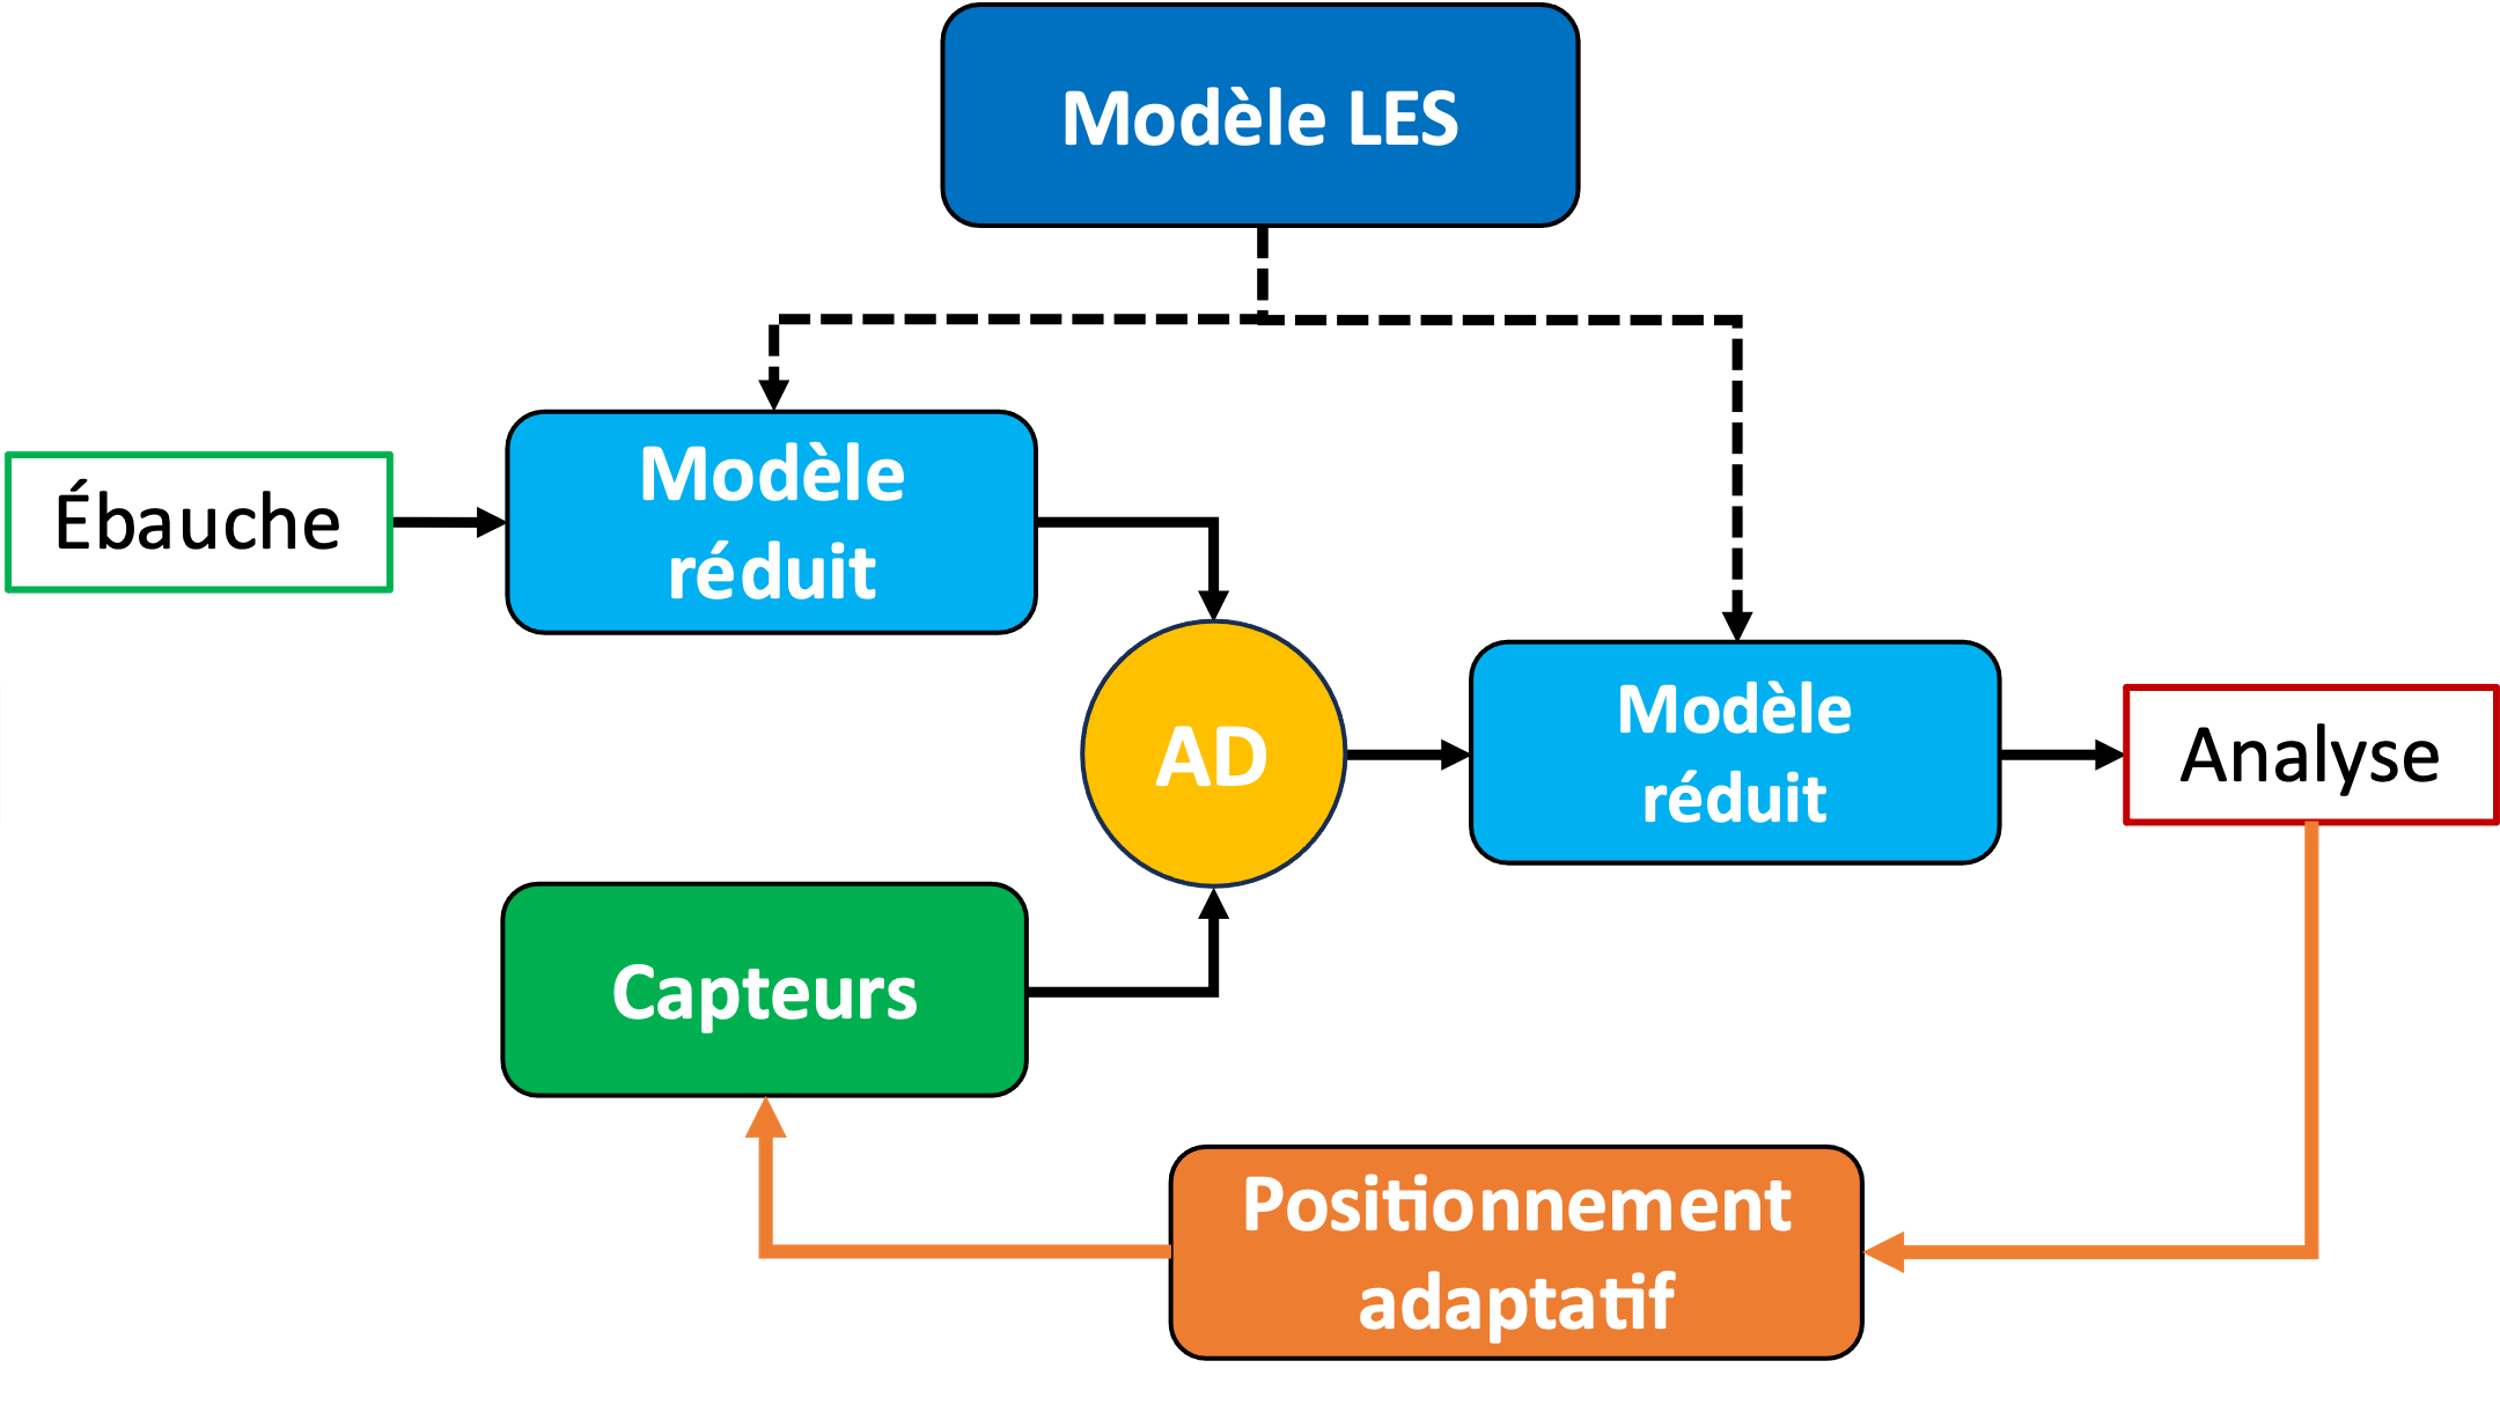 Modèle LES
Ébauche
Modèle
réduit
AD
Modèle
réduit
Analyse
Capteurs
Positionnement
adaptatif